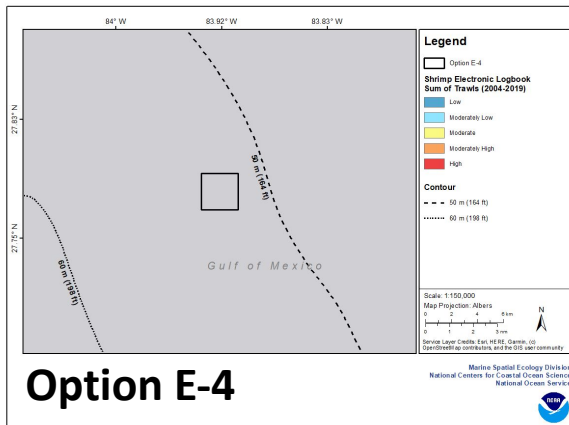 84° W 83.92° W 83.83° W
27.83° N
27.75° N
50 m (164 ft)
60 m (198 ft)
Gulf of Mexico
Legend
Option E-4
Shrimp Electronic Logbook
Sum of Trawls (2004-2019)
Low
Moderately Low
Moderate
Moderately High
High
Contour
50 m (164 ft)
60 m (198 ft)
Scale: 1:150,000
Map Projection: Albers
0 2 4 6 km
0 1 2 3 nm
N
Service Layer Credits: Esri, HERE, Garmin, (c)
OpenStreetMap contributors, and the GIS user community
Option E-4
Marine Spatial Ecology Division
National Centers for Coastal Ocean Science
National Ocean Service
NOAA